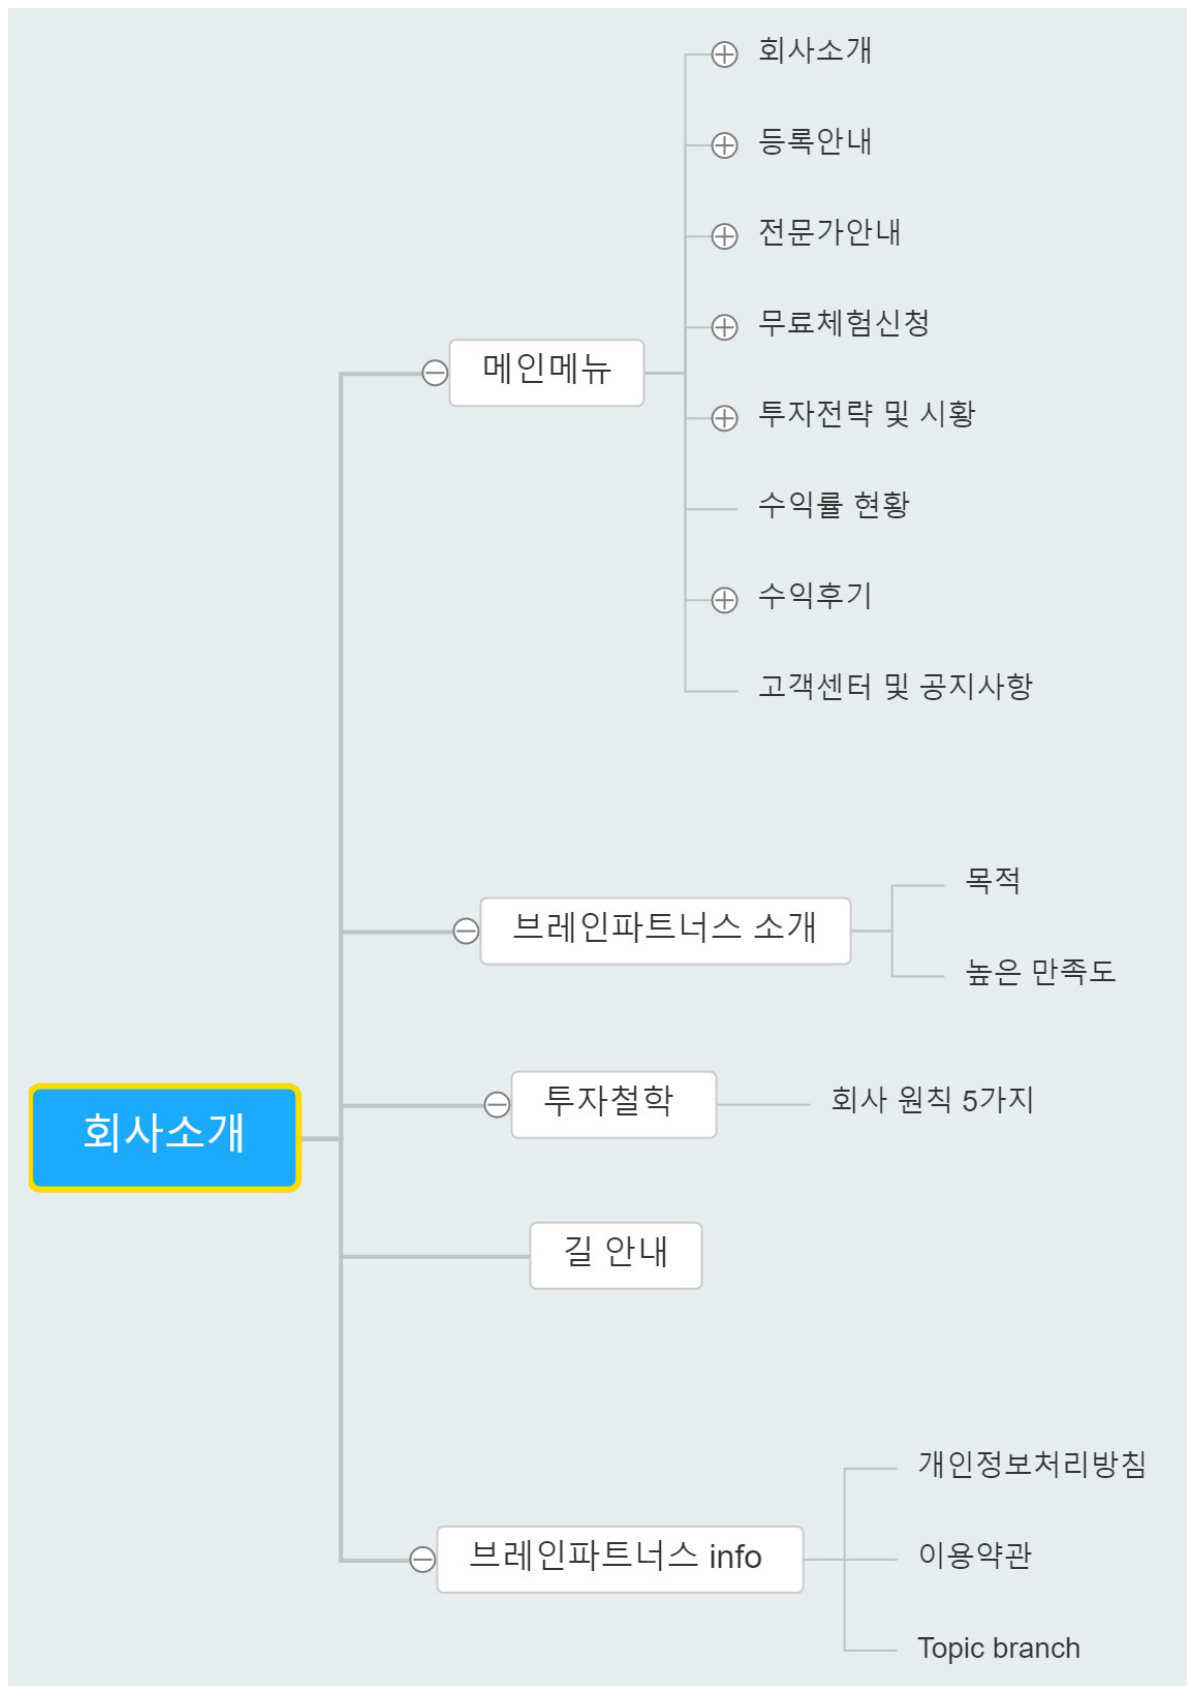 회사소개
등록안내
전문가안내
무료체험신청
메인메뉴
투자전략 및 시황
수익률 현황
수익후기
고객센터 및 공지사항
목적
브레인파트너스 소개
높은 만족도
투자철학
회사 원칙 5가지
회사소개
길 안내
개인정보처리방침
브레인파트너스 info
이용약관
Topic branch